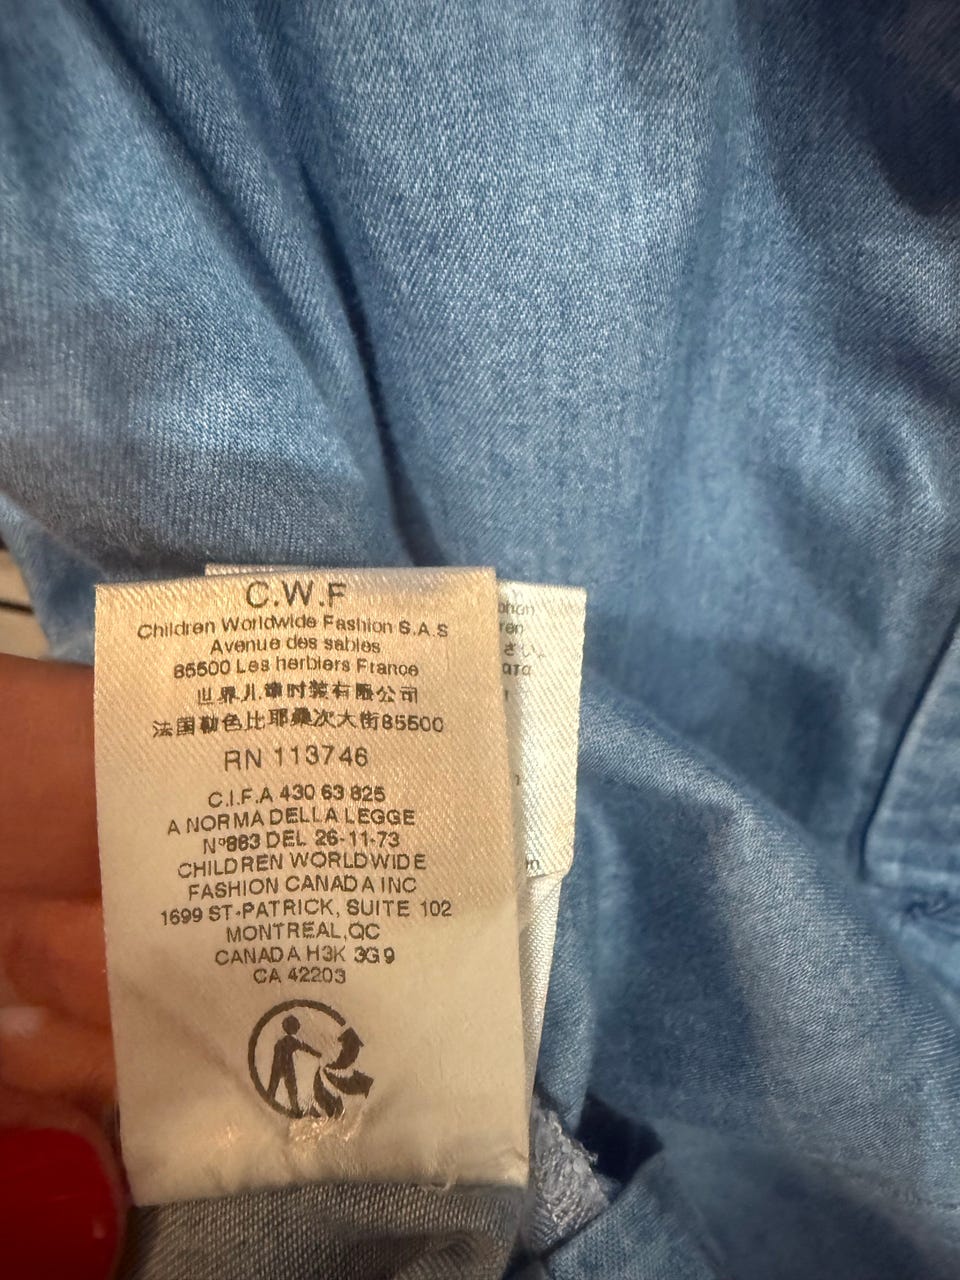 C.W.F
Children Worldwide Fashion S.A.S
Avenue des sables
85500 Les herbiers France
世界儿童时装有限公司
法国勒色比耶桑次大街85500
RN 113746
C.I.F.A 430 63 825
A NORMA DELLA LEGGE
Nº883 DEL 26-11-73
CHILDREN WORLDWIDE
FASHION CANADA INC
1699 ST-PATRICK, SUITE 102
MONTREAL,QC
CANADA H3K 3G9
CA 42203